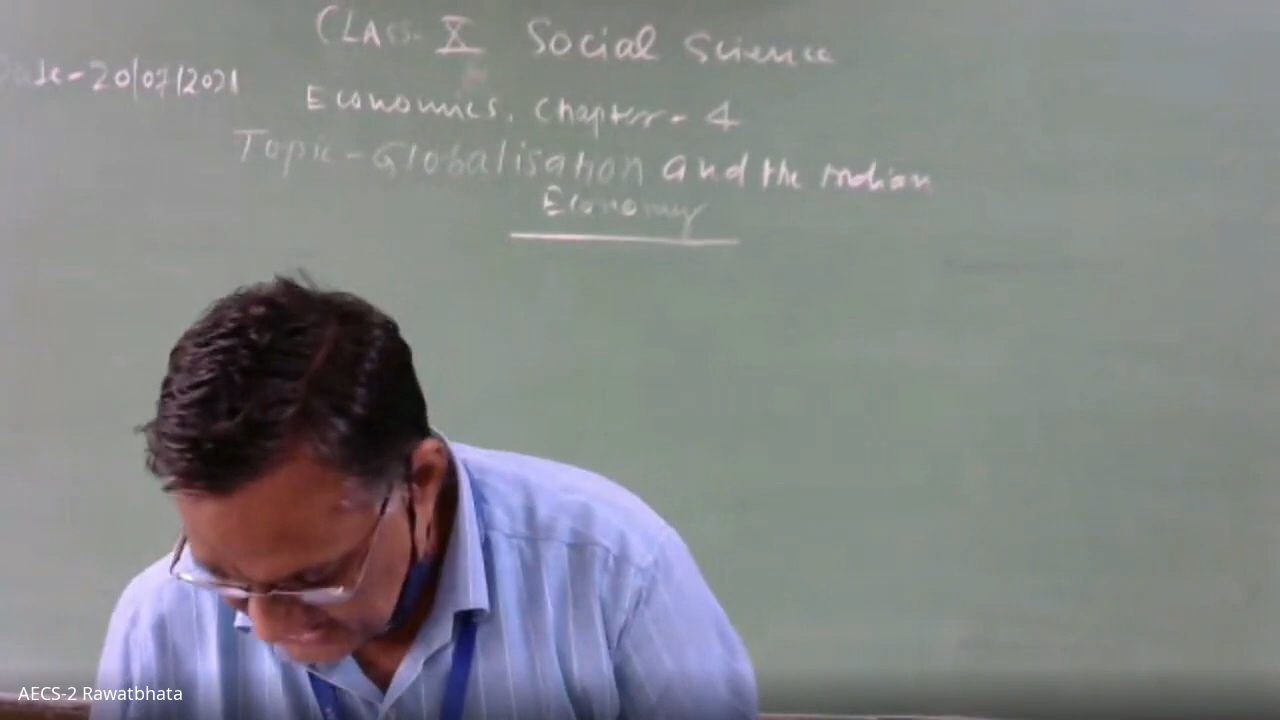 CLASS X Social Science
Date - 20/07/2021
Economics. Chapter - 4
Topic - Globalisation and the Indian
Economy
AECS-2 Rawatbhata